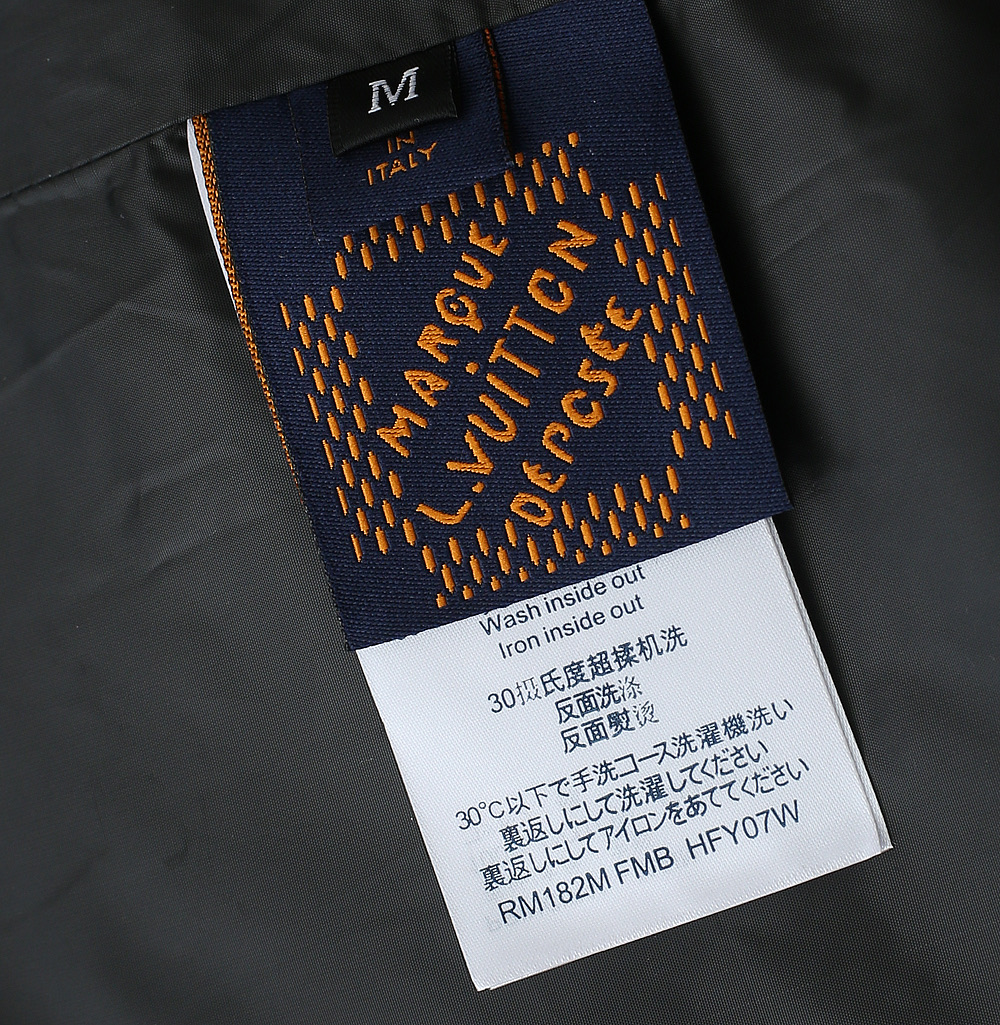 M
IN
ITALY
MARQUE
L.VUITTON
DEPOSEE
Wash inside out
Iron inside out
30摄氏度超揉机洗
反面洗涤
反面熨烫
30°C以下で手洗コース洗濯機洗い
裏返しにして洗濯してください
裏返しにしてアイロンをあててください
RM182M FMB HFY07W